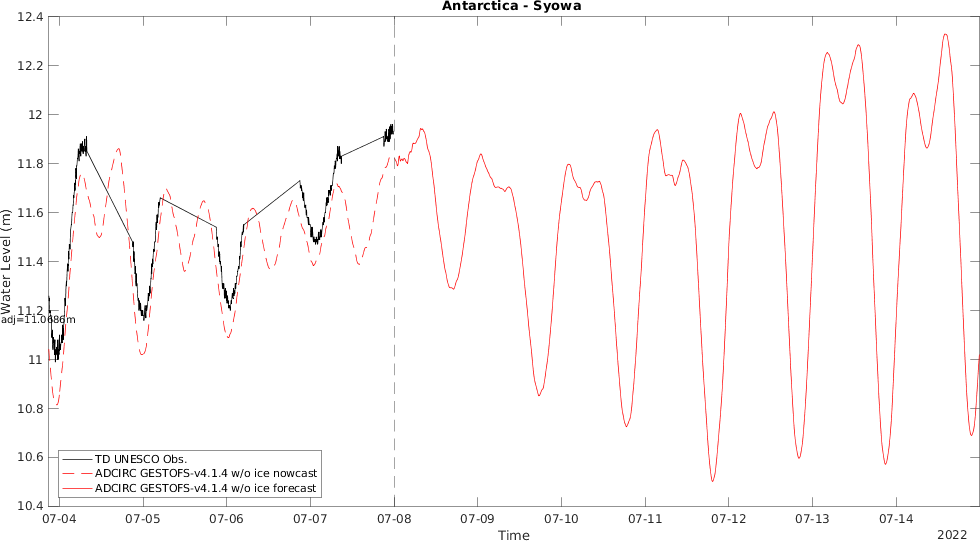 Antarctica - Syowa
12.4
12.2
12
11.8
11.6
11.4
11.2
11
10.8
10.6
10.4
Water Level (m)
adj=11.0686m
TD UNESCO Obs.
ADCIRC GESTOFS-v4.1.4 w/o ice nowcast
ADCIRC GESTOFS-v4.1.4 w/o ice forecast
07-04 07-05 07-06 07-07 07-08 07-09 07-10 07-11 07-12 07-13 07-14
Time
2022